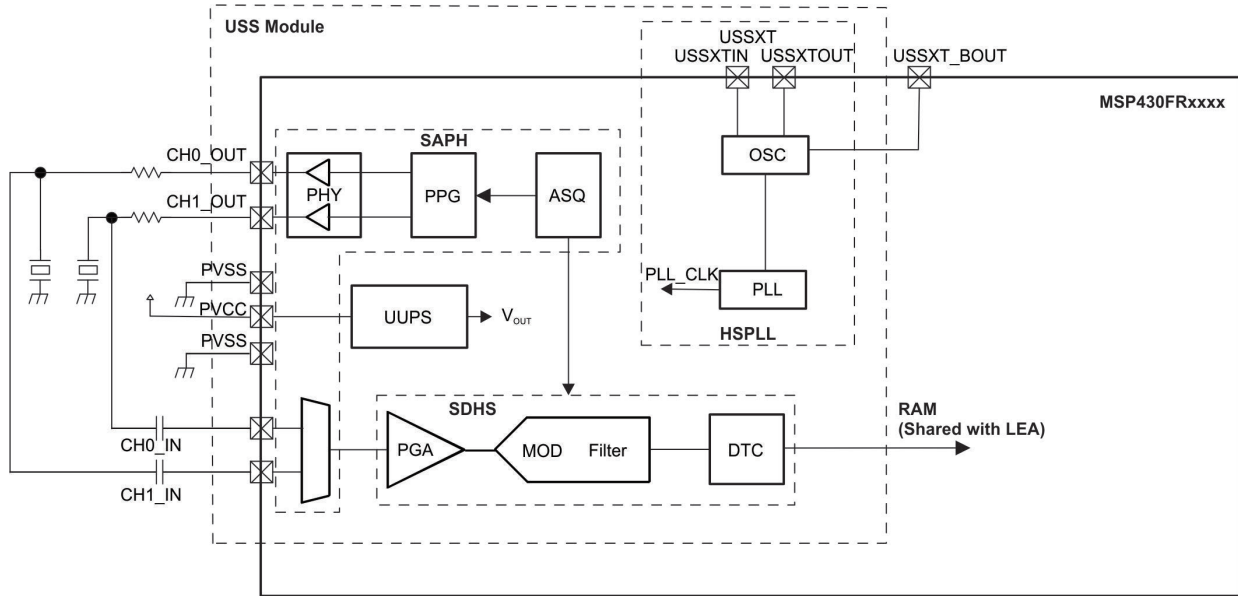 USS Module
USSXT
USSXTIN
USSXTOUT
USSXT_BOUT
MSP430FRxxxx
SAPH
CH0_OUT
PHY
PPG
ASQ
OSC
CH1_OUT
PVSS
PLL_CLK
PLL
PVCC
UUPS
VOUT
HSPLL
PVSS
SDHS
RAM
(Shared with LEA)
CH0_IN
PGA
MOD
Filter
DTC
CH1_IN